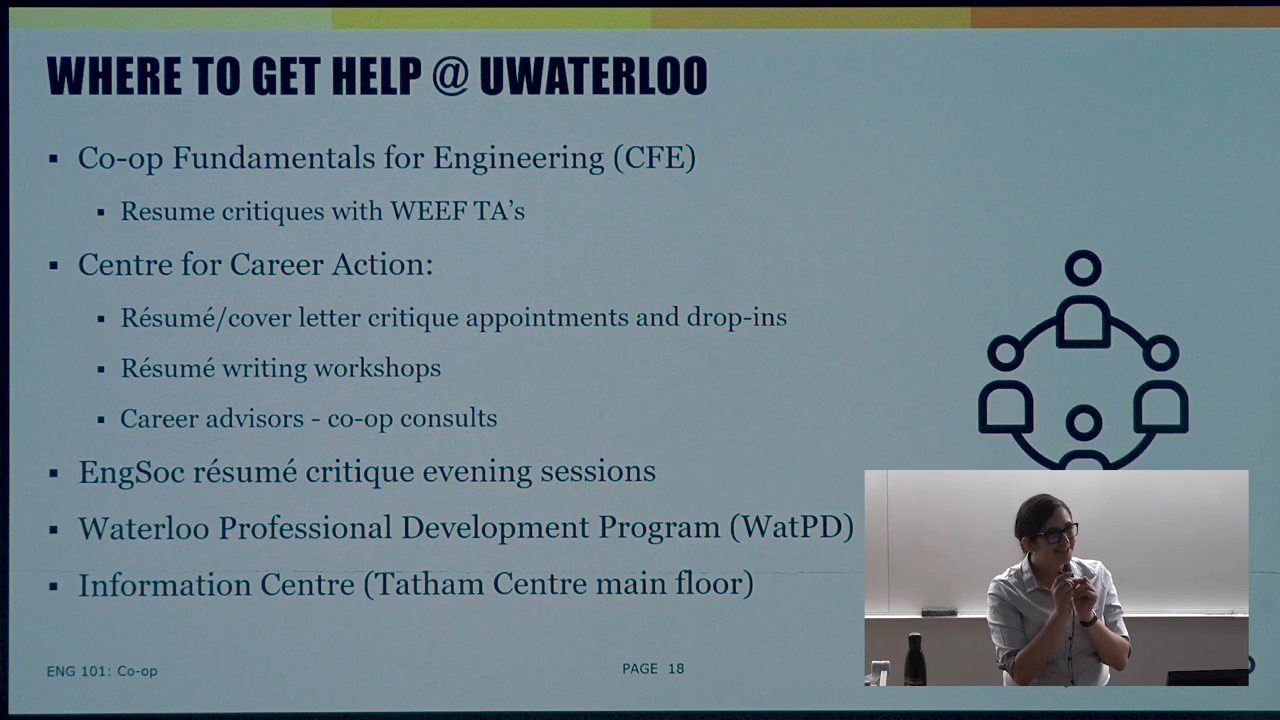 WHERE TO GET HELP @ UWATERLOO
▪ Co-op Fundamentals for Engineering (CFE)
▪ Resume critiques with WEEF TA’s
▪ Centre for Career Action:
▪ Résumé/cover letter critique appointments and drop-ins
▪ Résumé writing workshops
▪ Career advisors - co-op consults
▪ EngSoc résumé critique evening sessions
▪ Waterloo Professional Development Program (WatPD)
▪ Information Centre (Tatham Centre main floor)
ENG 101: Co-op
PAGE 18